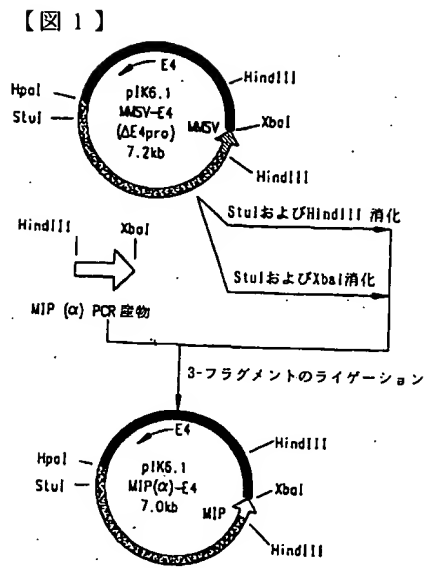 【図 1 】
E4
pIK6.1
MMSV-E4
(ΔE4pro)
7.2kb
HindIII
HpaI
StuI
MMSV
XbaI
HindIII
HindIII
XbaI
StuIおよびHindIII 消化
StuIおよびXbaI消化
MIP (α) PCR 産物
3-フラグメントのライゲーション
E4
HindIII
HpaI
StuI
pIK6.1
MIP(α)-E4
7.0kb
XbaI
MIP
HindIII